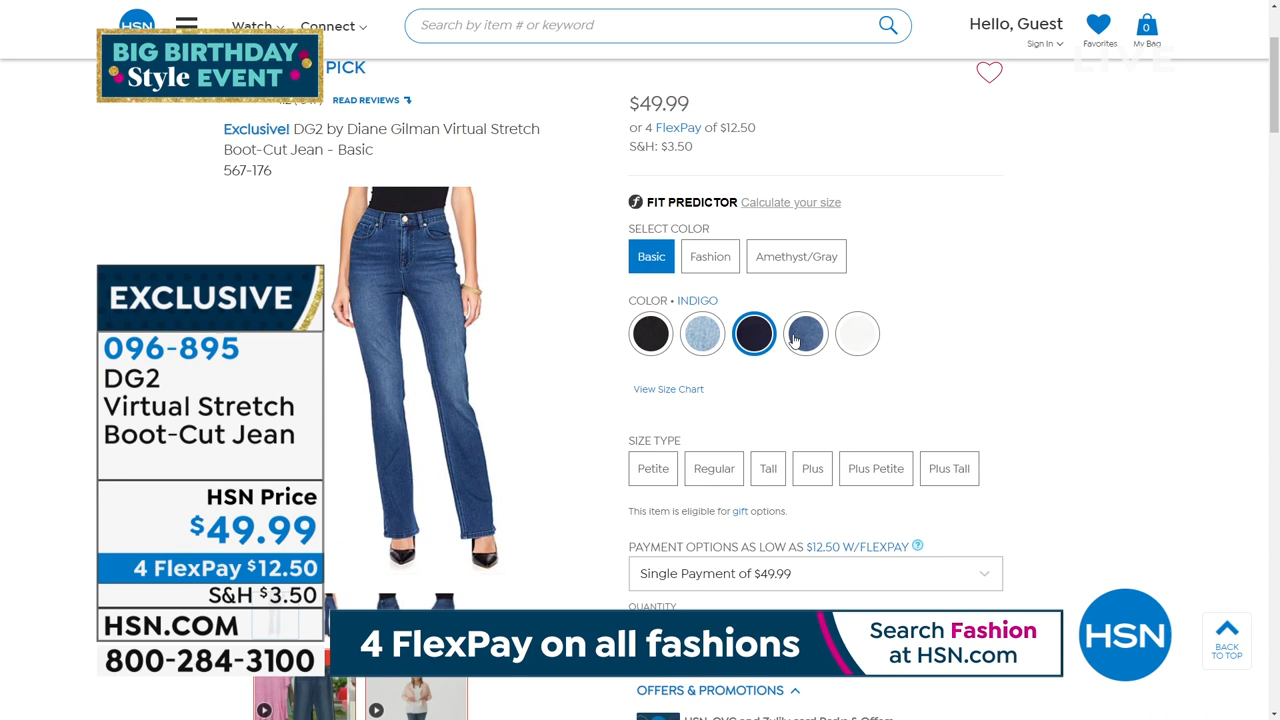 HSN
Watch
Connect
Search by item # or keyword
Hello, Guest
Sign In
Favorites
0
My Bag
LIVE
BIG BIRTHDAY
Style EVENT
PICK
READ REVIEWS
Exclusive! DG2 by Diane Gilman Virtual Stretch
Boot-Cut Jean - Basic
567-176
$49.99
or 4 FlexPay of $12.50
S&H: $3.50
FIT PREDICTOR Calculate your size
SELECT COLOR
Basic
Fashion
Amethyst/Gray
COLOR • INDIGO
View Size Chart
SIZE TYPE
Petite
Regular
Tall
Plus
Plus Petite
Plus Tall
This item is eligible for gift options.
PAYMENT OPTIONS AS LOW AS $12.50 W/FLEXPAY ?
Single Payment of $49.99
QUANTITY
EXCLUSIVE
096-895
DG2
Virtual Stretch
Boot-Cut Jean
HSN Price
$49.99
4 FlexPay $12.50
S&H $3.50
HSN.COM
800-284-3100
4 FlexPay on all fashions
Search Fashion
at HSN.com
HSN
BACK
TO TOP
OFFERS & PROMOTIONS